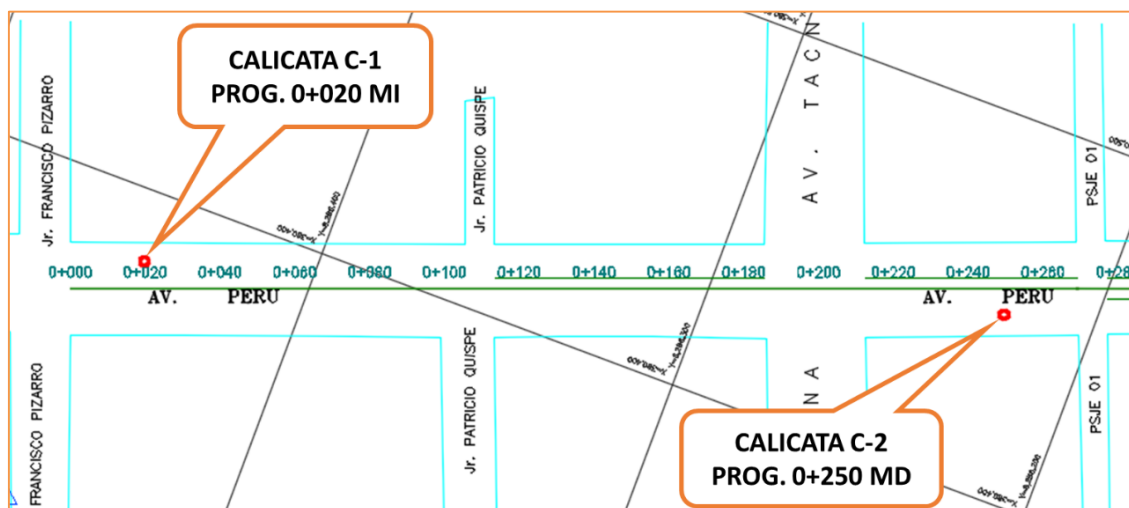 CALICATA C-1
PROG. 0+020 MI
Jr. FRANCISCO PIZARRO
Jr. PATRICIO QUISPE
AV. TACN
PSJE 01
0+000 0+020 0+040 0+060 0+080 0+100 0+120 0+140 0+160 0+180 0+200 0+220 0+240 0+260 0+28
AV. PERU AV. PERU
FRANCISCO PIZARRO
Jr. PATRICIO QUISPE
NA
PSJE 01
CALICATA C-2
PROG. 0+250 MD